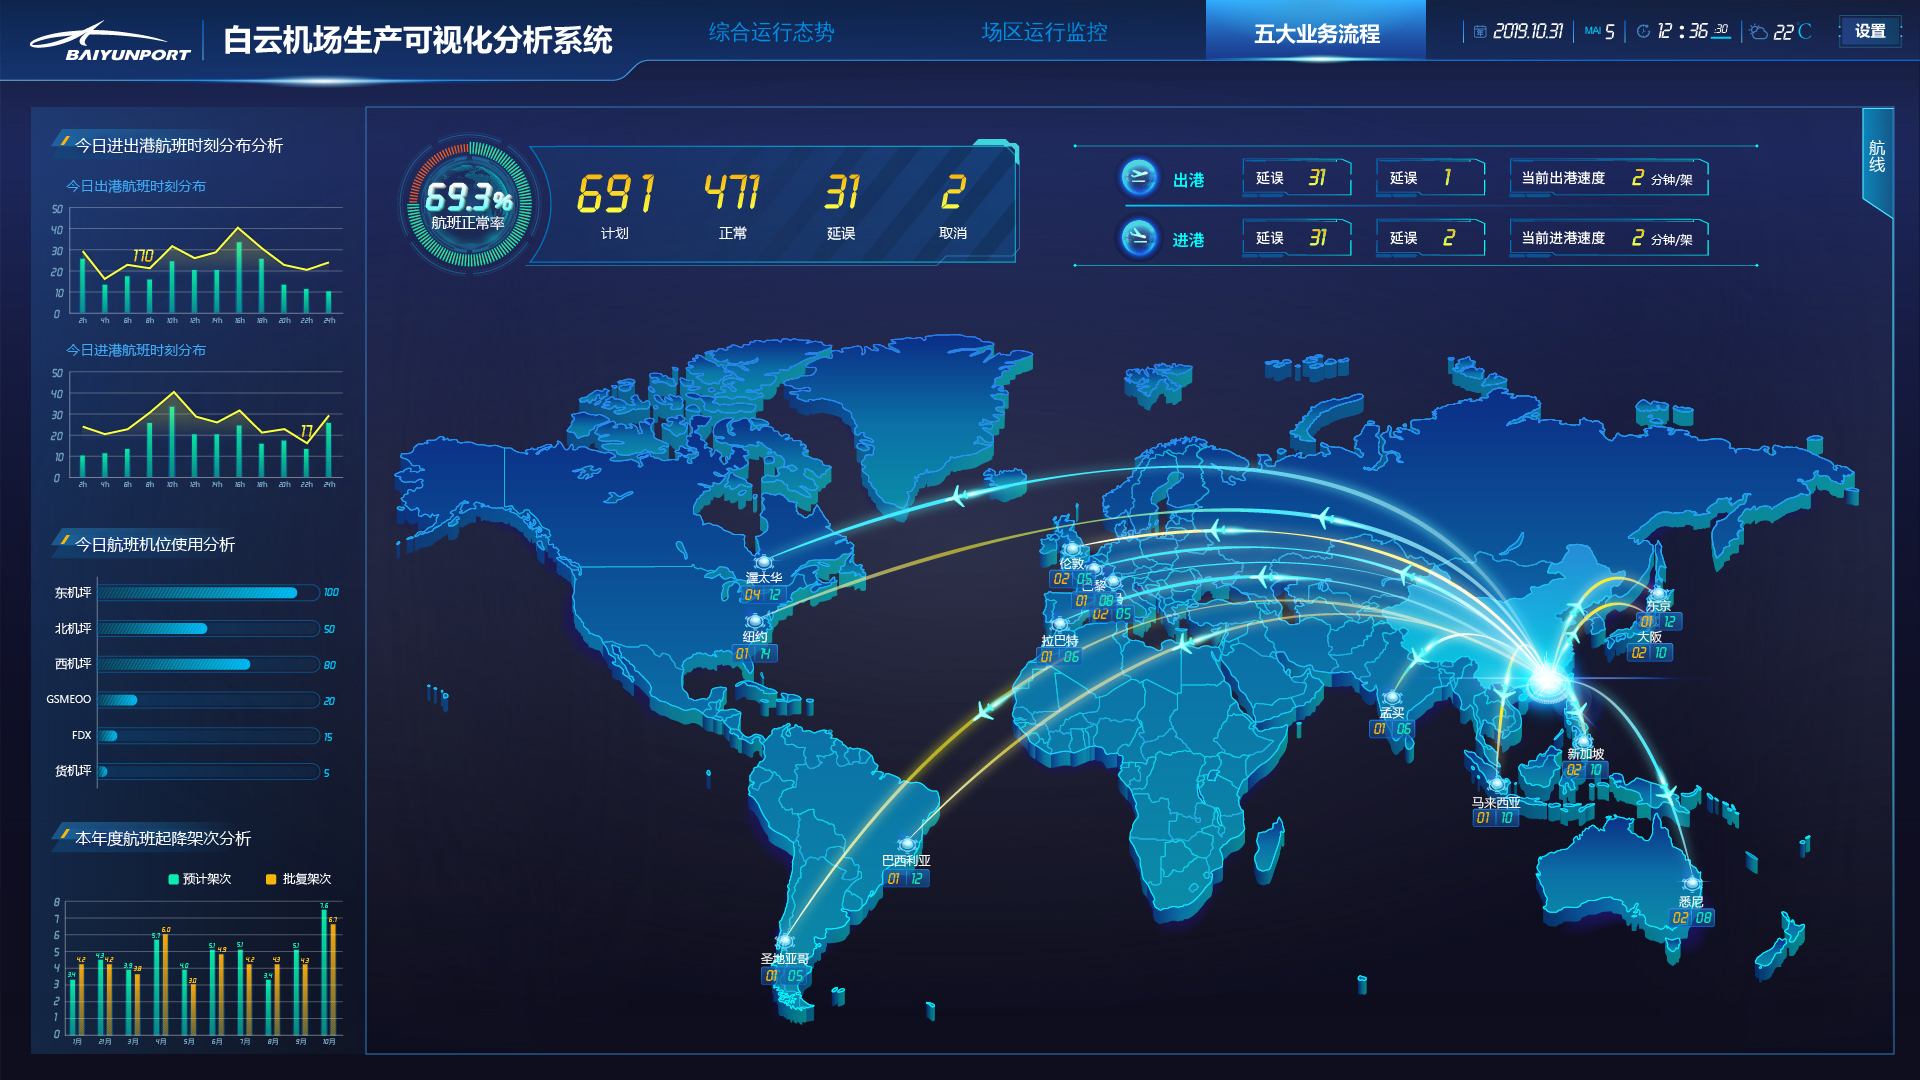 BAIYUNPORT
白云机场生产可视化分析系统
综合运行态势
场区运行监控
五大业务流程
2019.10.31
MAI 5
12:36 :30
22℃
设置
今日进出港航班时刻分布分析
今日出港航班时刻分布
50
40
30
20
10
0
170
2h 4h 6h 8h 10h 12h 14h 16h 18h 20h 22h 24h
今日进港航班时刻分布
50
40
30
20
10
0
17
2h 4h 6h 8h 10h 12h 14h 16h 18h 20h 22h 24h
今日航班机位使用分析
东机坪 100
北机坪 50
西机坪 80
GSMEOO 20
FDX 15
货机坪 5
本年度航班起降架次分析
预计架次 批复架次
8
7
6
5
4
3
2
1
0
3.4 4.2 4.3 4.2 3.9 3.8 5.7 6.0 4.0 3.0 5.1 4.9 5.1 4.2 3.4 4.3 5.1 4.3 7.6 6.7
1月 2月 3月 4月 5月 6月 7月 8月 9月 10月
69.3%
航班正常率
691 471 31 2
计划 正常 延误 取消
出港 延误 31 延误 1 当前出港速度 2 分钟/架
进港 延误 31 延误 2 当前进港速度 2 分钟/架
航线
渥太华
04 12
纽约
01 14
伦敦
02 05
巴黎
01 08
02 05
拉巴特
01 06
东京
01 12
大阪
02 10
孟买
01 06
新加坡
02 10
马来西亚
01 10
巴西利亚
01 12
悉尼
02 08
圣地亚哥
01 05